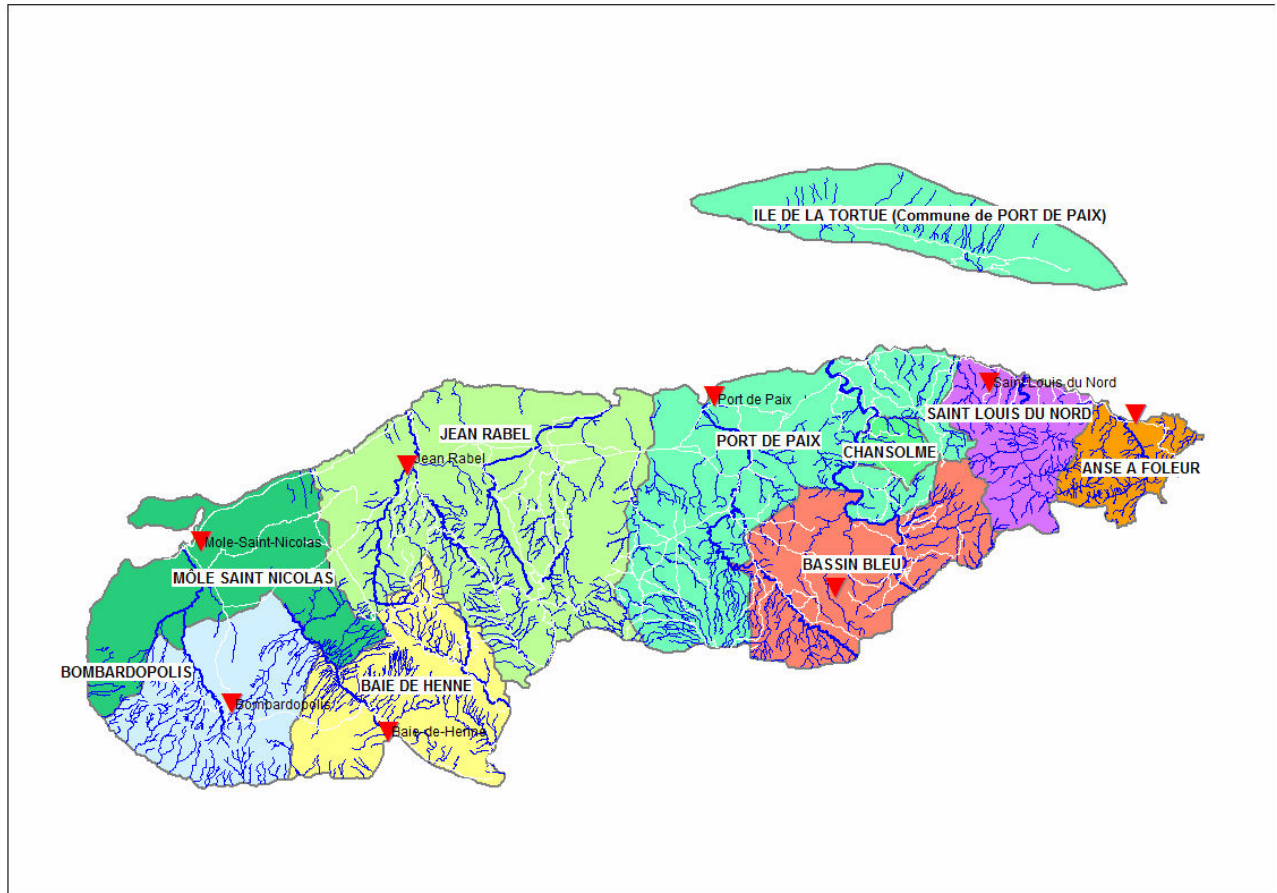 ILE DE LA TORTUE (Commune de PORT DE PAIX)
Saint Louis du Nord
Port de Paix
SAINT LOUIS DU NORD
JEAN RABEL
PORT DE PAIX
CHANSOLME
Jean Rabel
ANSE A FOLEUR
Mole-Saint-Nicolas
BASSIN BLEU
MÔLE SAINT NICOLAS
BOMBARDOPOLIS
BAIE DE HENNE
Bombardopolis
Baie-de-Henne